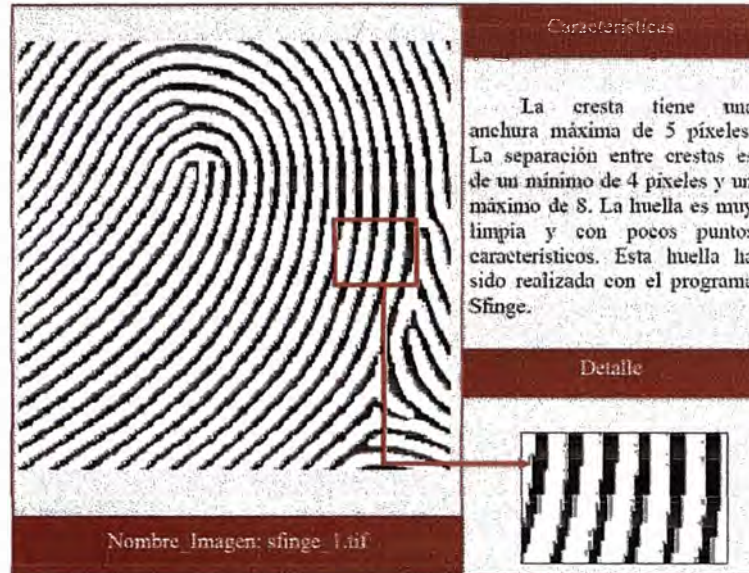 Características
La cresta tiene una
anchura máxima de 5 píxeles.
La separación entre crestas es
de un mínimo de 4 píxeles y un
máximo de 8. La huella es muy
limpia y con pocos puntos
característicos. Esta huella ha
sido realizada con el programa
Sfinge.
Detalle
Nombre_Imagen: sfinge_1.tif